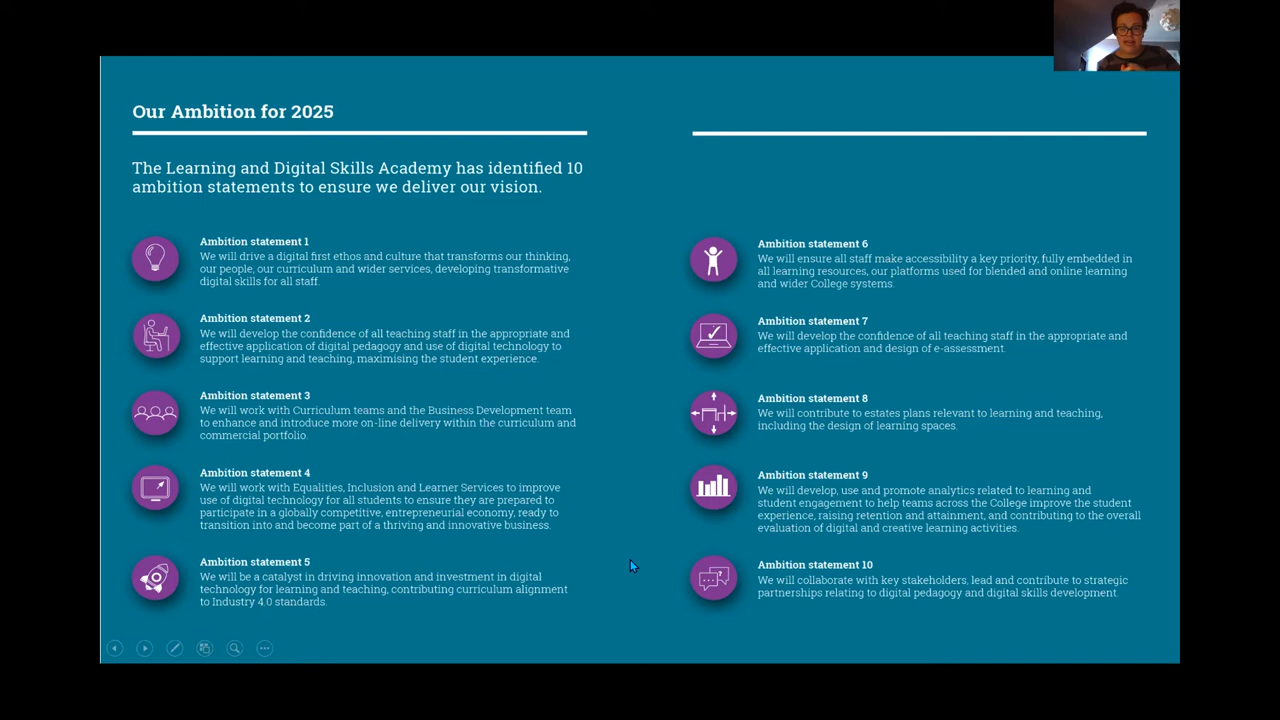 Our Ambition for 2025
The Learning and Digital Skills Academy has identified 10
ambition statements to ensure we deliver our vision.
Ambition statement 1
We will drive a digital first ethos and culture that transforms our thinking,
our people, our curriculum and wider services, developing transformative
digital skills for all staff.
Ambition statement 2
We will develop the confidence of all teaching staff in the appropriate and
effective application of digital pedagogy and use of digital technology to
support learning and teaching, maximising the student experience.
Ambition statement 3
We will work with Curriculum teams and the Business Development team
to enhance and introduce more on-line delivery within the curriculum and
commercial portfolio.
Ambition statement 4
We will work with Equalities, Inclusion and Learner Services to improve
use of digital technology for all students to ensure they are prepared to
participate in a globally competitive, entrepreneurial economy, ready to
transition into and become part of a thriving and innovative business.
Ambition statement 5
We will be a catalyst in driving innovation and investment in digital
technology for learning and teaching, contributing curriculum alignment
to Industry 4.0 standards.
Ambition statement 6
We will ensure all staff make accessibility a key priority, fully embedded in
all learning resources, our platforms used for blended and online learning
and wider College systems.
Ambition statement 7
We will develop the confidence of all teaching staff in the appropriate and
effective application and design of e-assessment.
Ambition statement 8
We will contribute to estates plans relevant to learning and teaching,
including the design of learning spaces.
Ambition statement 9
We will develop, use and promote analytics related to learning and
student engagement to help teams across the College improve the student
experience, raising retention and attainment, and contributing to the overall
evaluation of digital and creative learning activities.
Ambition statement 10
We will collaborate with key stakeholders, lead and contribute to strategic
partnerships relating to digital pedagogy and digital skills development.